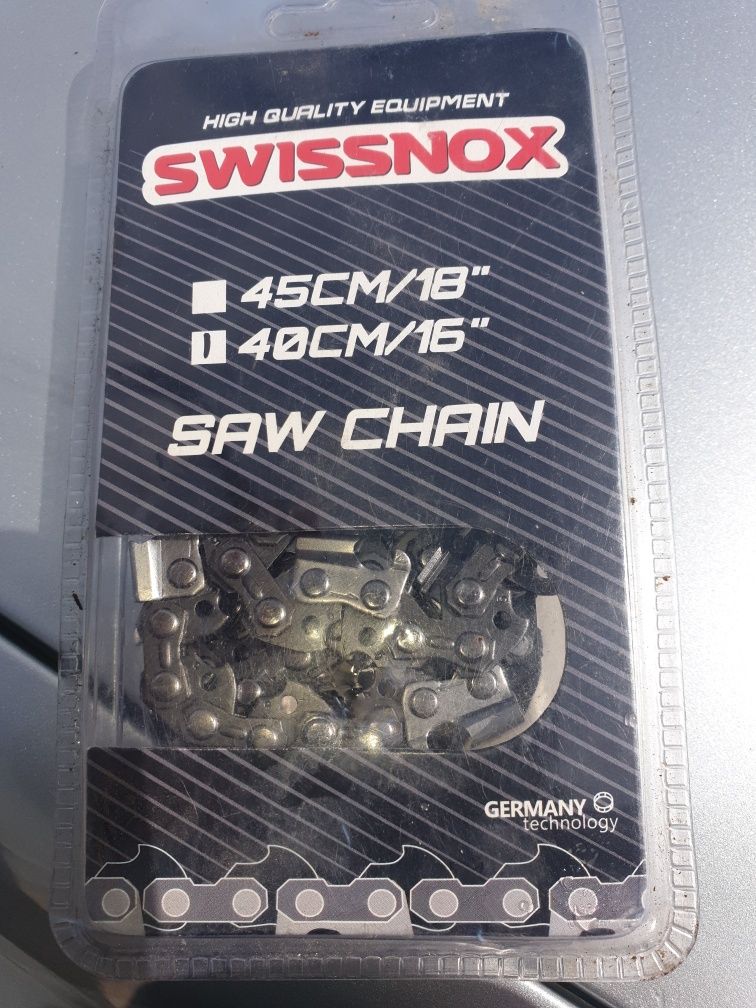 HIGH QUALITY EQUIPMENT
SWISSNOX
45CM/18"
40CM/16"
SAW CHAIN
GERMANY
technology